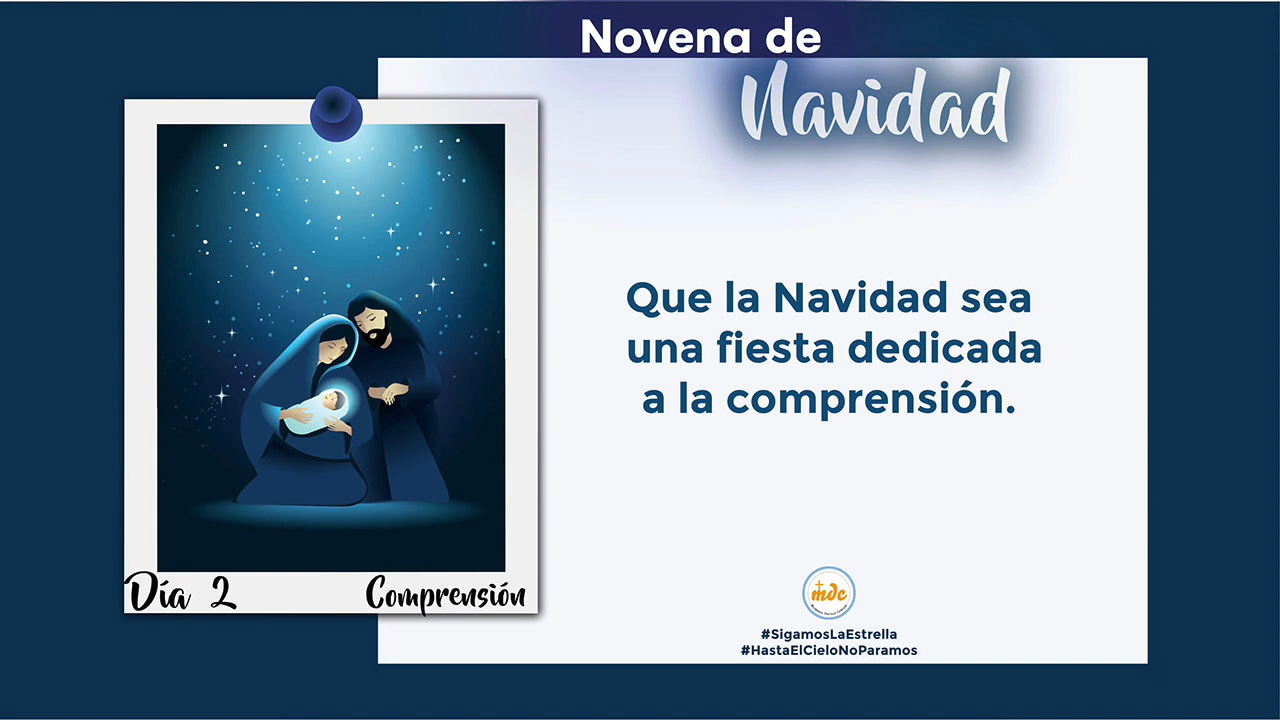 Novena de
Navidad
Que la Navidad sea
una fiesta dedicada
a la comprensión.
Día 2 Comprensión
mdc
#SigamosLaEstrella
#HastaElCieloNoParamos